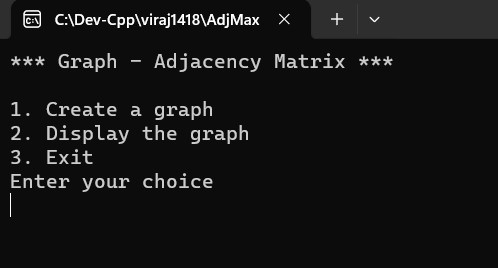 C:\Dev-Cpp\viraj1418\AdjMax
*** Graph - Adjacency Matrix ***
1. Create a graph
2. Display the graph
3. Exit
Enter your choice